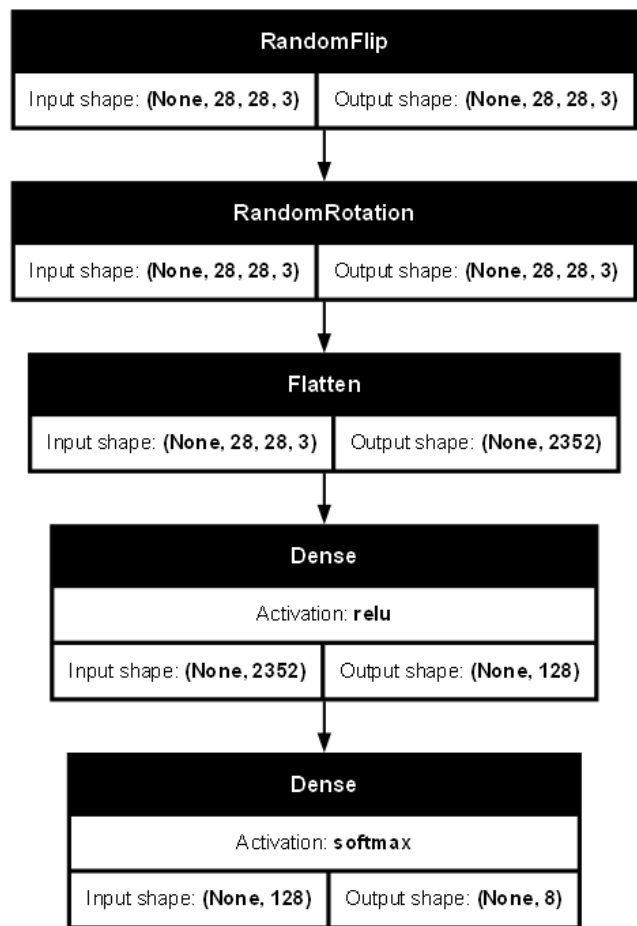 RandomFlip
Input shape: (None, 28, 28, 3) Output shape: (None, 28, 28, 3)
RandomRotation
Input shape: (None, 28, 28, 3) Output shape: (None, 28, 28, 3)
Flatten
Input shape: (None, 28, 28, 3) Output shape: (None, 2352)
Dense
Activation: relu
Input shape: (None, 2352) Output shape: (None, 128)
Dense
Activation: softmax
Input shape: (None, 128) Output shape: (None, 8)